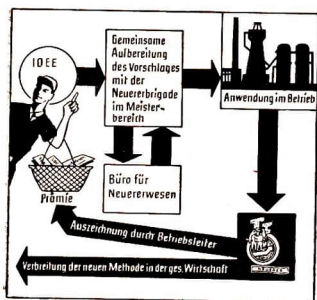 IDEE
Gemeinsame
Aufbereitung
des Vorschlages
mit der
Neuererbrigade
im Meister-
bereich
Anwendung im Betrieb
Büro für
Neuererwesen
Prämie
Auszeichnung durch Betriebsleiter
Verbreitung der neuen Methode in der ges. Wirtschaft